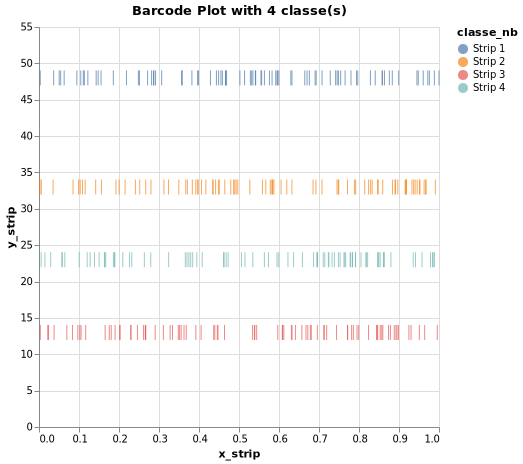 Barcode Plot with 4 classe(s)
classe_nb
Strip 1
Strip 2
Strip 3
Strip 4
y_strip
55
50
45
40
35
30
25
20
15
10
5
0
0.0 0.1 0.2 0.3 0.4 0.5 0.6 0.7 0.8 0.9 1.0
x_strip